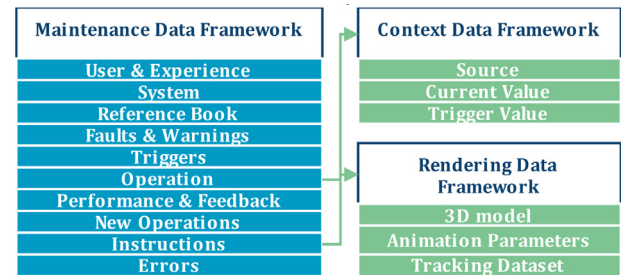 Maintenance Data Framework
User & Experience
System
Reference Book
Faults & Warnings
Triggers
Operation
Performance & Feedback
New Operations
Instructions
Errors
Context Data Framework
Source
Current Value
Trigger Value
Rendering Data
Framework
3D model
Animation Parameters
Tracking Dataset